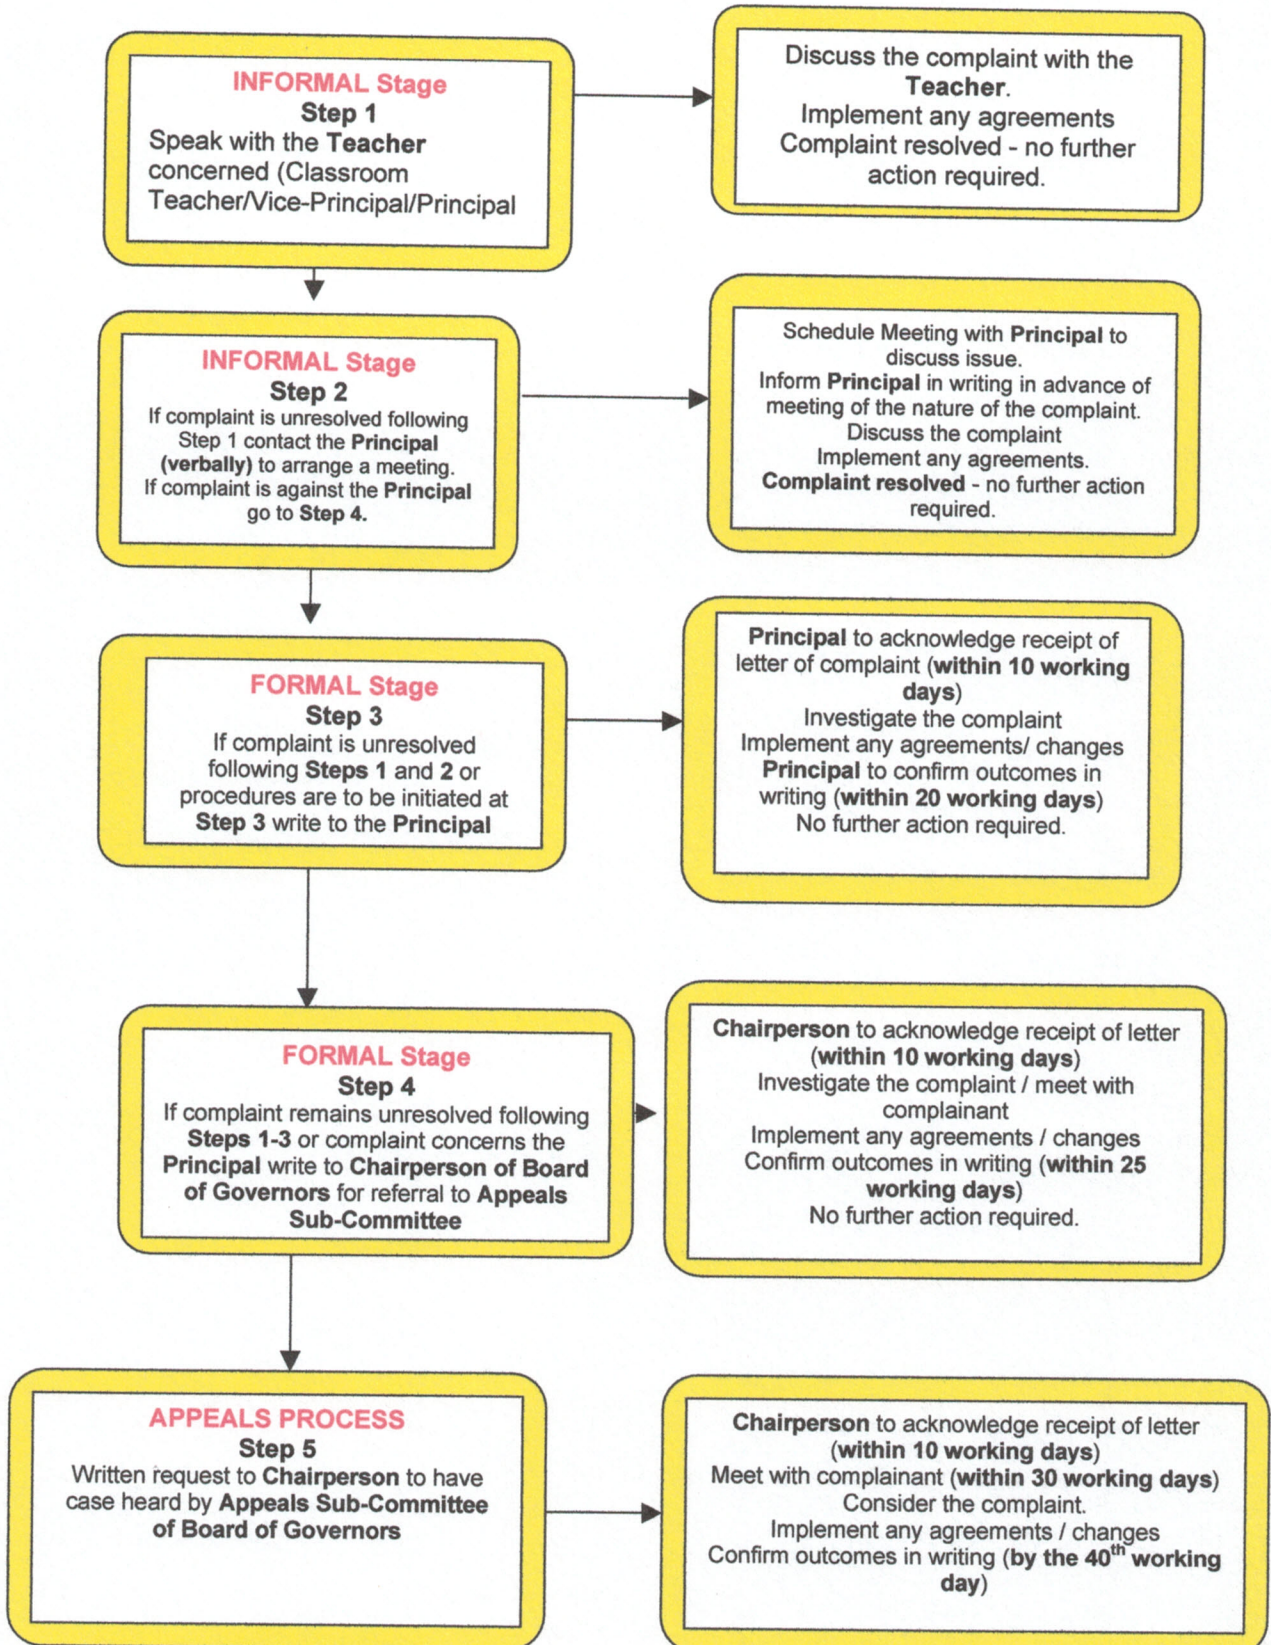 INFORMAL Stage
Step 1
Speak with the Teacher
concerned (Classroom
Teacher/Vice-Principal/Principal
Discuss the complaint with the
Teacher.
Implement any agreements
Complaint resolved - no further
action required.
INFORMAL Stage
Step 2
If complaint is unresolved following
Step 1 contact the Principal
(verbally) to arrange a meeting.
If complaint is against the Principal
go to Step 4.
Schedule Meeting with Principal to
discuss issue.
Inform Principal in writing in advance of
meeting of the nature of the complaint.
Discuss the complaint
Implement any agreements.
Complaint resolved - no further action
required.
FORMAL Stage
Step 3
If complaint is unresolved
following Steps 1 and 2 or
procedures are to be initiated at
Step 3 write to the Principal
Principal to acknowledge receipt of
letter of complaint (within 10 working
days)
Investigate the complaint
Implement any agreements/ changes
Principal to confirm outcomes in
writing (within 20 working days)
No further action required.
FORMAL Stage
Step 4
If complaint remains unresolved following
Steps 1-3 or complaint concerns the
Principal write to Chairperson of Board
of Governors for referral to Appeals
Sub-Committee
Chairperson to acknowledge receipt of letter
(within 10 working days)
Investigate the complaint / meet with
complainant
Implement any agreements / changes
Confirm outcomes in writing (within 25
working days)
No further action required.
APPEALS PROCESS
Step 5
Written request to Chairperson to have
case heard by Appeals Sub-Committee
of Board of Governors
Chairperson to acknowledge receipt of letter
(within 10 working days)
Meet with complainant (within 30 working days)
Consider the complaint.
Implement any agreements / changes
Confirm outcomes in writing (by the 40th working
day)